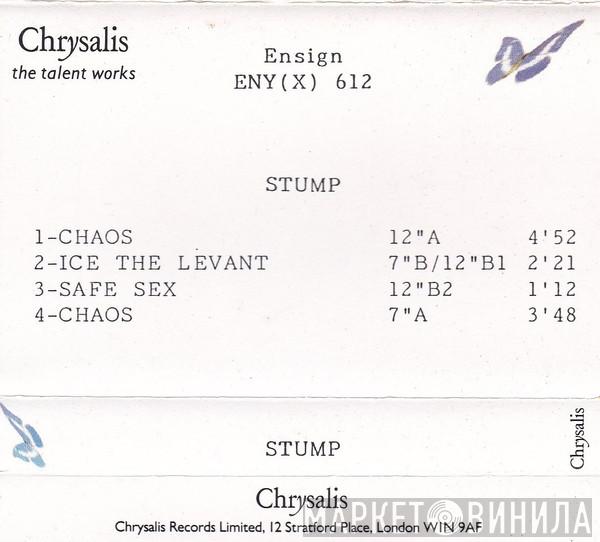 Chrysalis
the talent works
Ensign
ENY(X) 612
STUMP
1-CHAOS 12"A 4'52
2-ICE THE LEVANT 7"B/12"B1 2'21
3-SAFE SEX 12"B2 1'12
4-CHAOS 7"A 3'48
STUMP
Chrysalis
Chrysalis
МАРКЕТ ВИНИЛА
Chrysalis Records Limited, 12 Stratford Place, London W1N 9AF